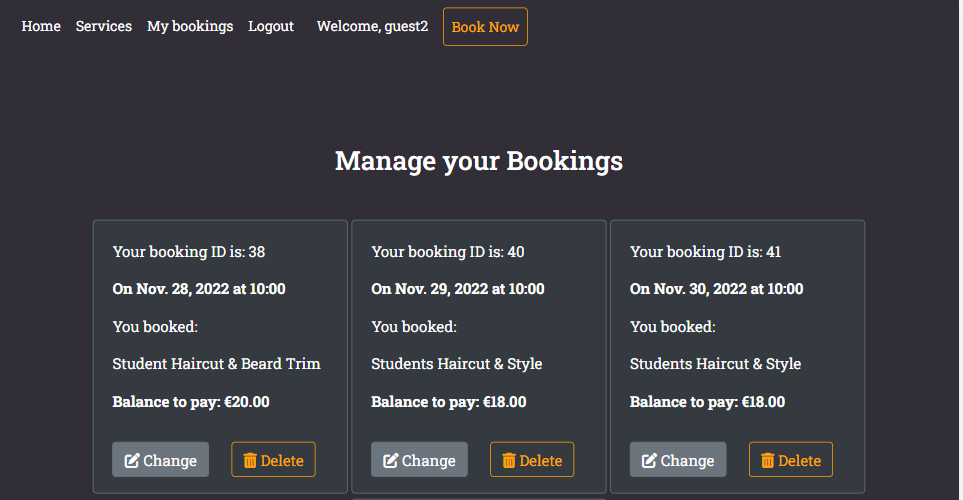 Home Services My bookings Logout Welcome, guest2 Book Now
Manage your Bookings
Your booking ID is: 38
On Nov. 28, 2022 at 10:00
You booked:
Student Haircut & Beard Trim
Balance to pay: €20.00
Change Delete
Your booking ID is: 40
On Nov. 29, 2022 at 10:00
You booked:
Students Haircut & Style
Balance to pay: €18.00
Change Delete
Your booking ID is: 41
On Nov. 30, 2022 at 10:00
You booked:
Students Haircut & Style
Balance to pay: €18.00
Change Delete